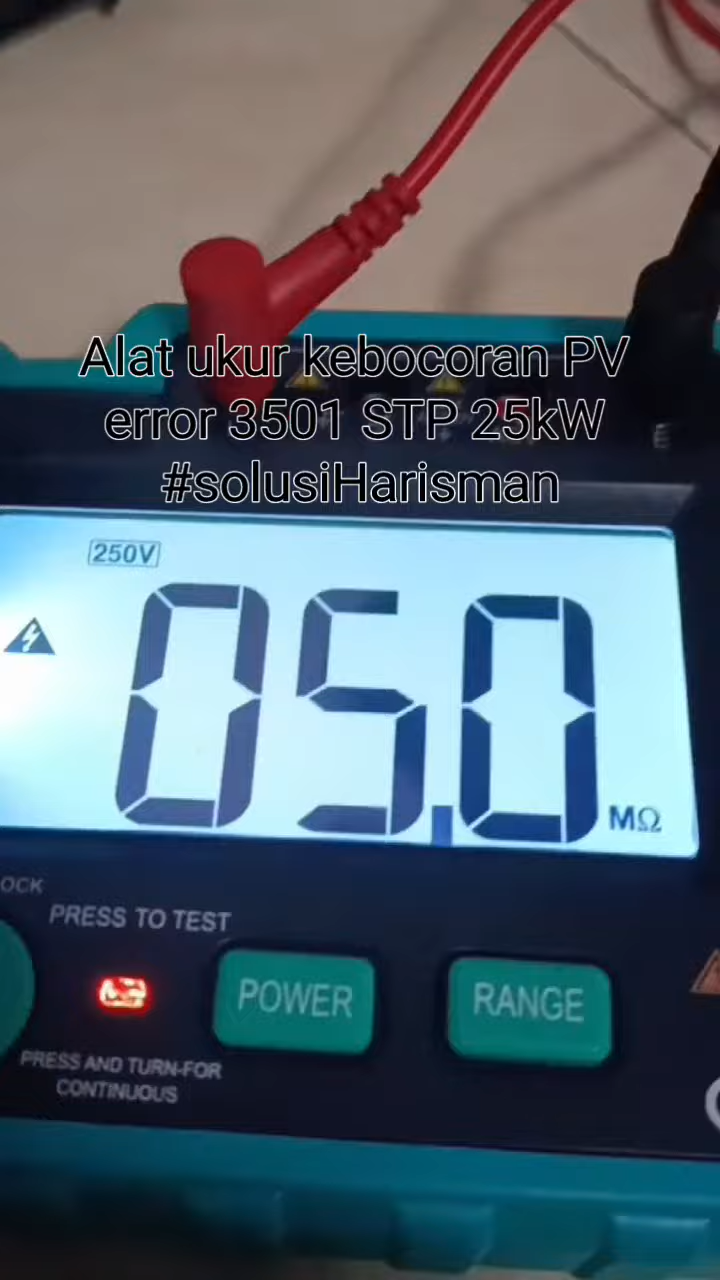 Alat ukur kebocoran PV
error 3501 STP 25kW
#solusiHarisman
E
250V
05.0
MΩ
OCK
PRESS TO TEST
POWER
RANGE
PRESS AND TURN-FOR
CONTINUOUS